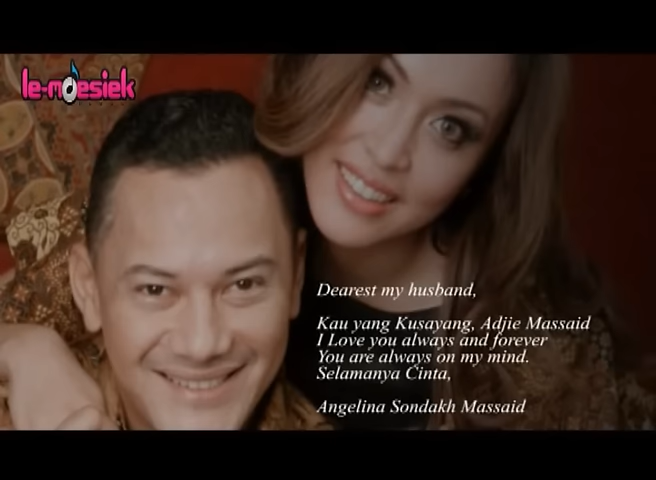 le-moesiek
Dearest my husband,
Kau yang Kusayang, Adjie Massaid
I Love you always and forever
You are always on my mind.
Selamanya Cinta,
Angelina Sondakh Massaid